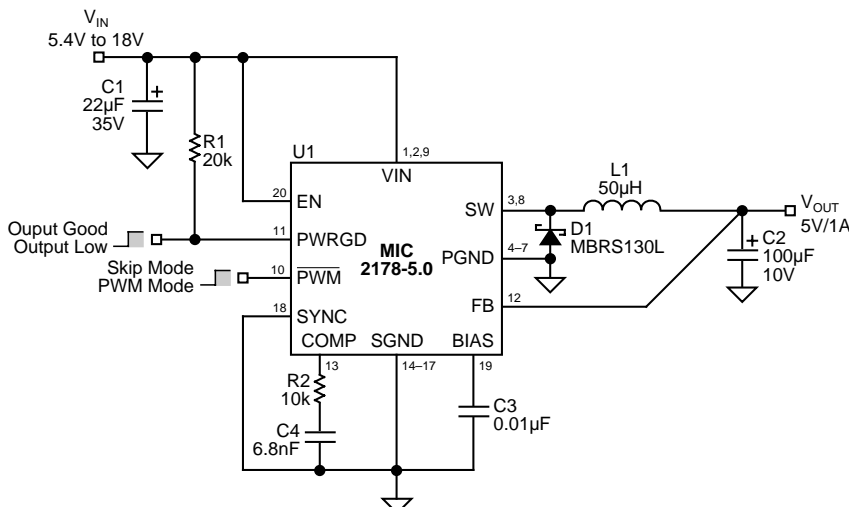 VIN
5.4V to 18V
C1
22µF
35V
R1
20k
U1
1,2,9
VIN
20
EN
Ouput Good
Output Low
11
PWRGD
Skip Mode
PWM Mode
10
PWM
18
SYNC
MIC
2178-5.0
COMP
SGND
BIAS
SW
3,8
PGND
4–7
FB
12
L1
50µH
D1
MBRS130L
VOUT
5V/1A
C2
100µF
10V
13
14–17
19
R2
10k
C4
6.8nF
C3
0.01µF